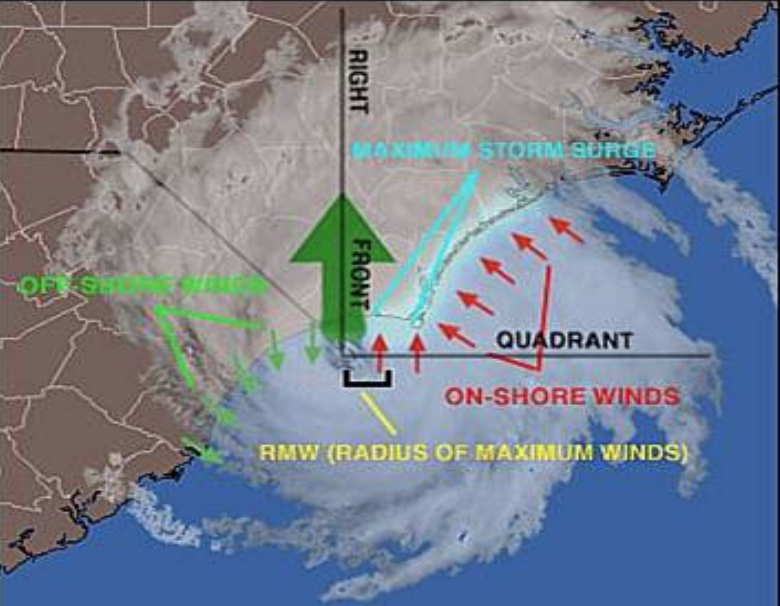 RIGHT
MAXIMUM STORM SURGE
FRONT
OFF-SHORE WINDS
QUADRANT
ON-SHORE WINDS
RMW (RADIUS OF MAXIMUM WINDS)